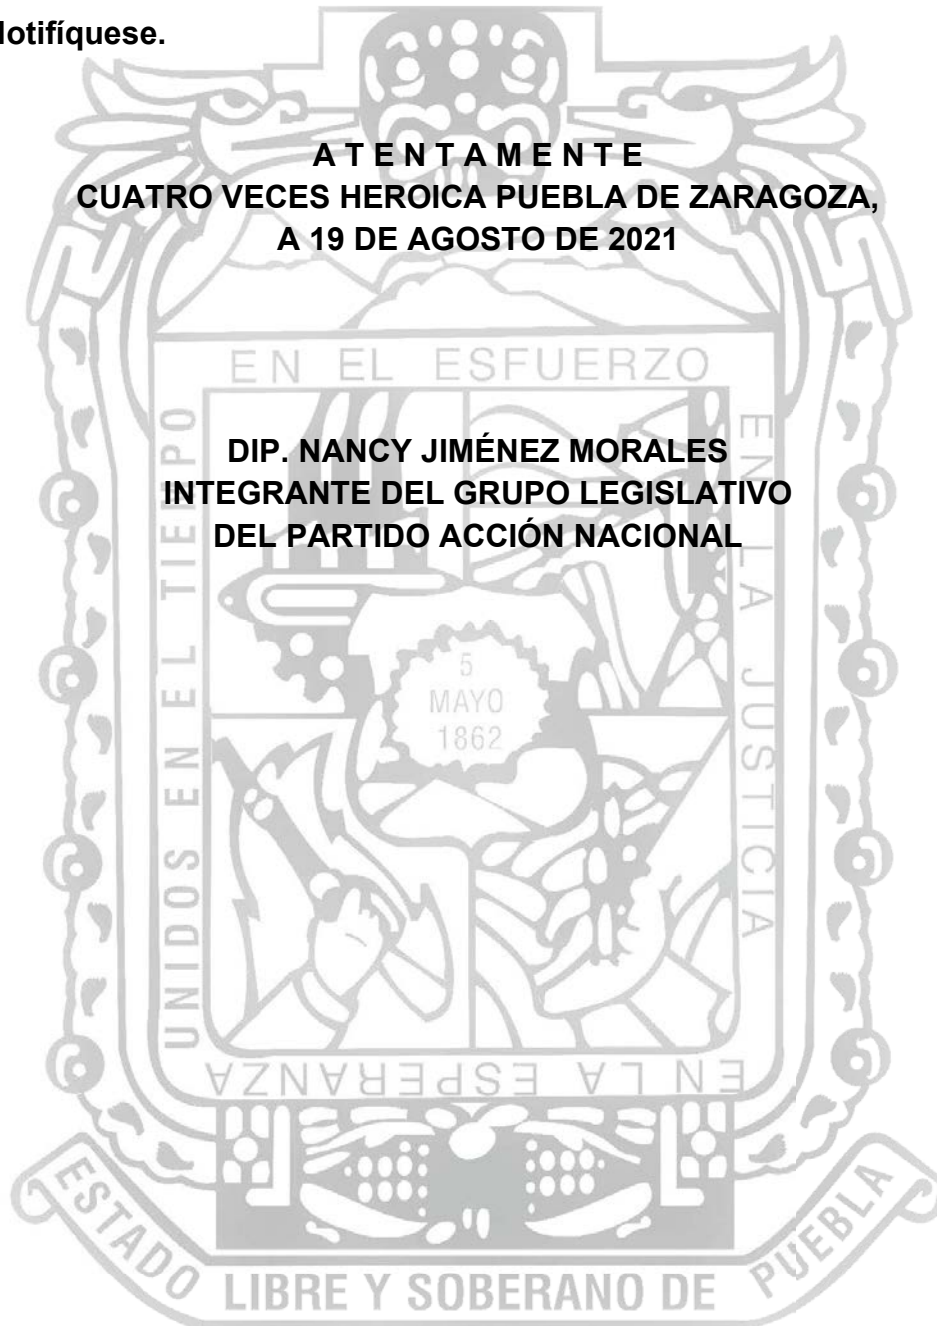 Notifíquese.
A T E N T A M E N T E
CUATRO VECES HEROICA PUEBLA DE ZARAGOZA,
A 19 DE AGOSTO DE 2021
DIP. NANCY JIMÉNEZ MORALES
INTEGRANTE DEL GRUPO LEGISLATIVO
DEL PARTIDO ACCIÓN NACIONAL
UNIDOS EN EL TIEMPO
EN EL ESFUERZO
EN LA JUSTICIA
EN LA ESPERANZA
5
MAYO
1862
ESTADO LIBRE Y SOBERANO DE PUEBLA